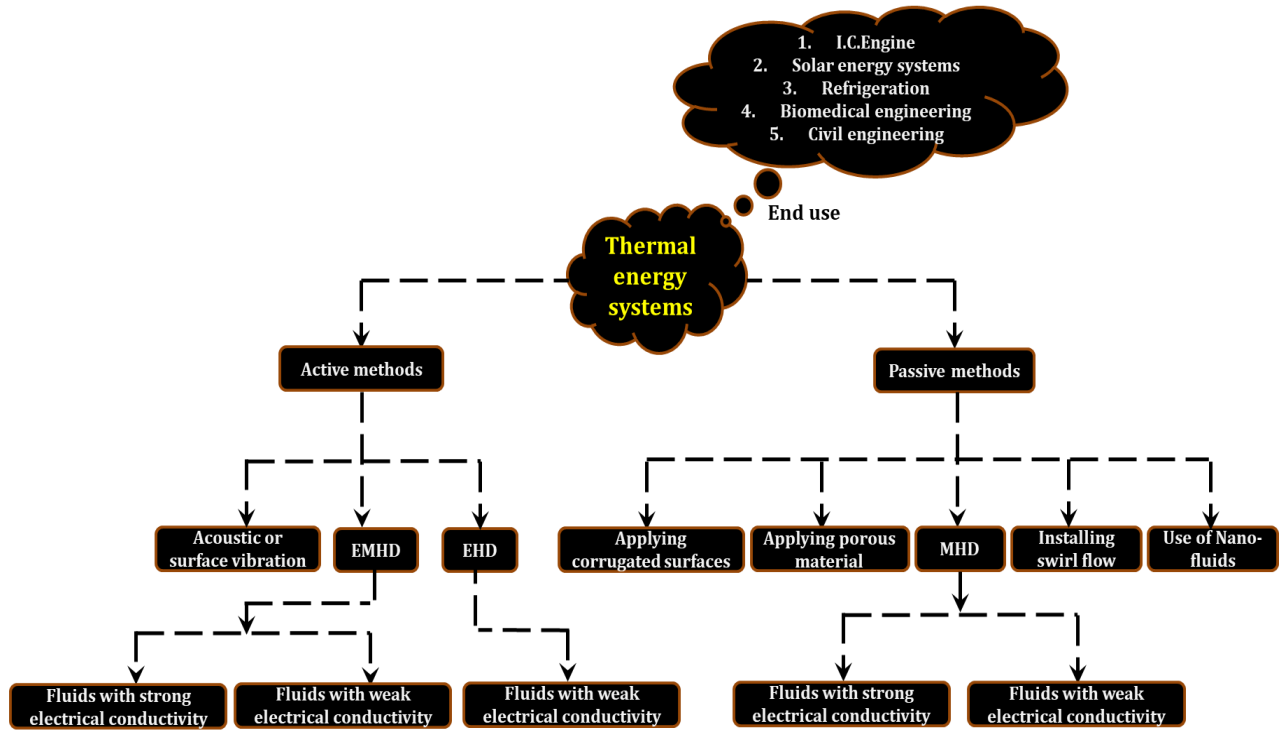 1. I.C.Engine
2. Solar energy systems
3. Refrigeration
4. Biomedical engineering
5. Civil engineering
End use
Thermal
energy
systems
Active methods
Passive methods
Acoustic or
surface vibration
EMHD
EHD
Applying
corrugated surfaces
Applying porous
material
MHD
Installing
swirl flow
Use of Nano-
fluids
Fluids with strong
electrical conductivity
Fluids with weak
electrical conductivity
Fluids with weak
electrical conductivity
Fluids with strong
electrical conductivity
Fluids with weak
electrical conductivity